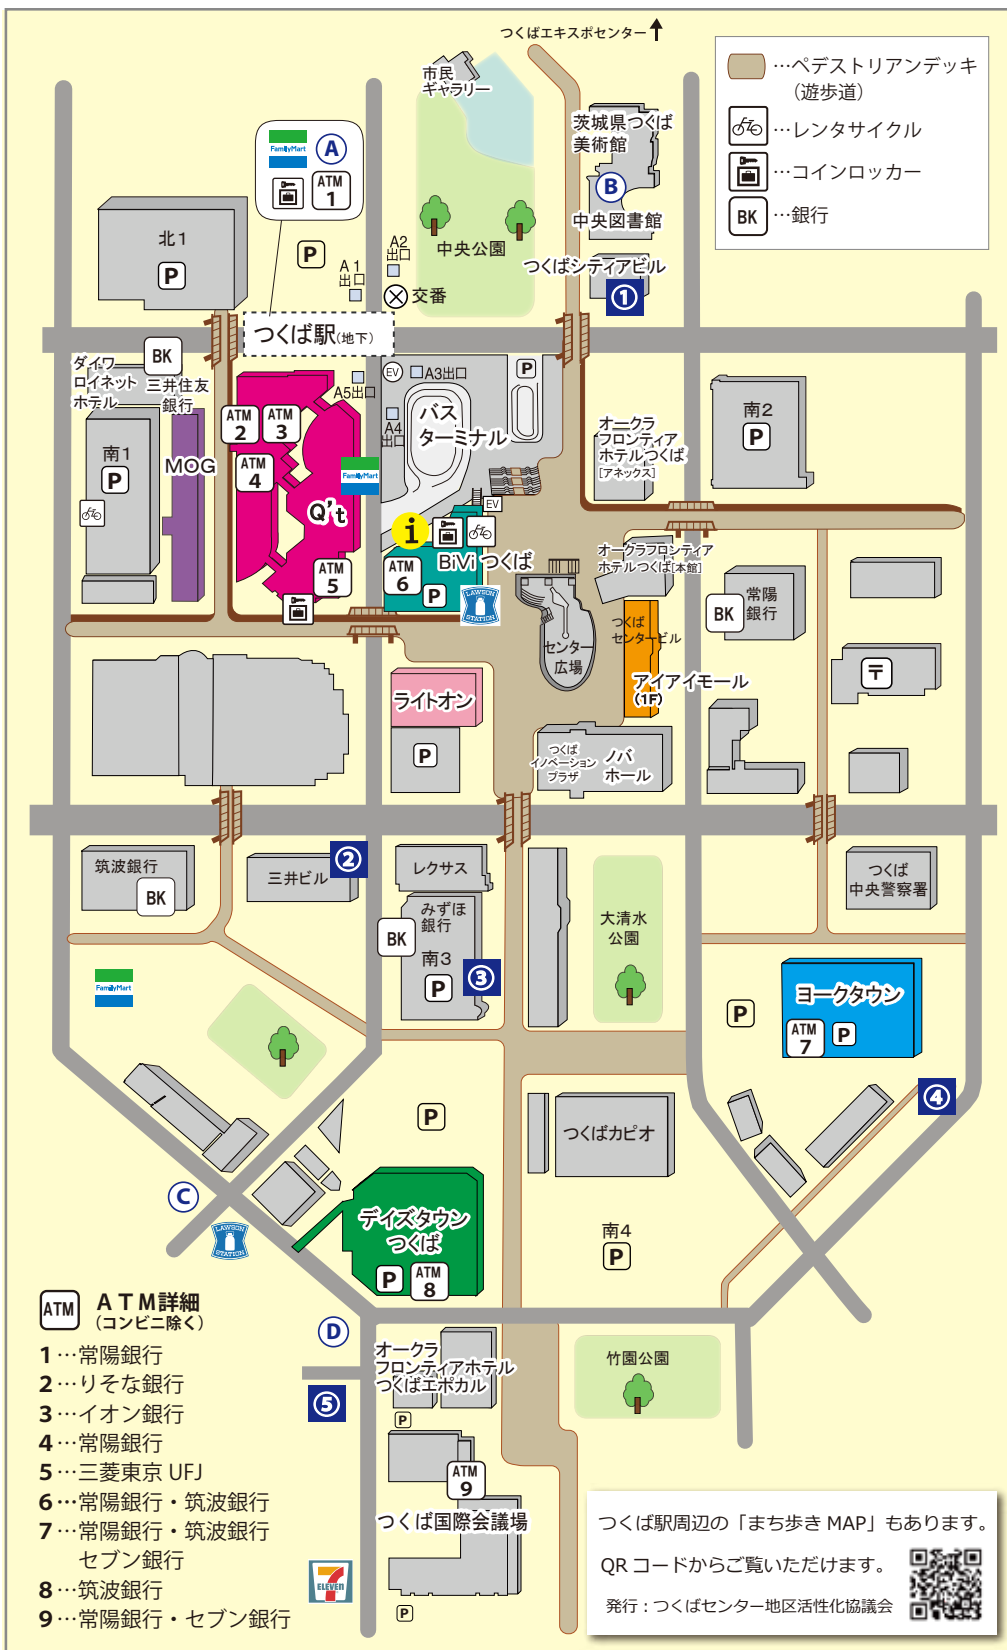 つくばエキスポセンター
市民
ギャラリー
…ペデストリアンデッキ
(遊歩道)
…レンタサイクル
…コインロッカー
BK …銀行
茨城県つくば
美術館
B
中央図書館
つくばシティアビル
①
FamilyMart
A
ATM
1
北1
P
P
A1
出口
A2
出口
交番
中央公園
つくば駅(地下)
ダイワ
ロイネット
ホテル
BK
三井住友
銀行
南1
P
MOG
ATM
2
ATM
3
ATM
4
Q't
ATM
5
A5出口
FamilyMart
EV
A3出口
A4
出口
バス
ターミナル
P
EV
i
BiVi つくば
ATM
6
P
LAWSON
STATION
オークラ
フロンティア
ホテルつくば
[アネックス]
南2
P
オークラフロンティア
ホテルつくば[本館]
BK
常陽
銀行
〒
センター
広場
つくば
センタービル
アイアイモール
(1F)
ライトオン
P
つくば
イノベーション
プラザ
ノバ
ホール
筑波銀行
BK
三井ビル
②
レクサス
みずほ
銀行
BK
南3
P
③
大清水
公園
つくば
中央警察署
FamilyMart
P
ヨークタウン
ATM
7
P
④
P
つくばカピオ
C
LAWSON
STATION
デイズタウン
つくば
P
ATM
8
南4
P
D
⑤
オークラ
フロンティアホテル
つくばエポカル
P
竹園公園
ATM
9
つくば国際会議場
P
7
ELEVEN
ATM
ATM詳細
(コンビニ除く)
1…常陽銀行
2…りそな銀行
3…イオン銀行
4…常陽銀行
5…三菱東京UFJ
6…常陽銀行・筑波銀行
7…常陽銀行・筑波銀行
セブン銀行
8…筑波銀行
9…常陽銀行・セブン銀行
つくば駅周辺の「まち歩きMAP」もあります。
QRコードからご覧いただけます。
発行：つくばセンター地区活性化協議会